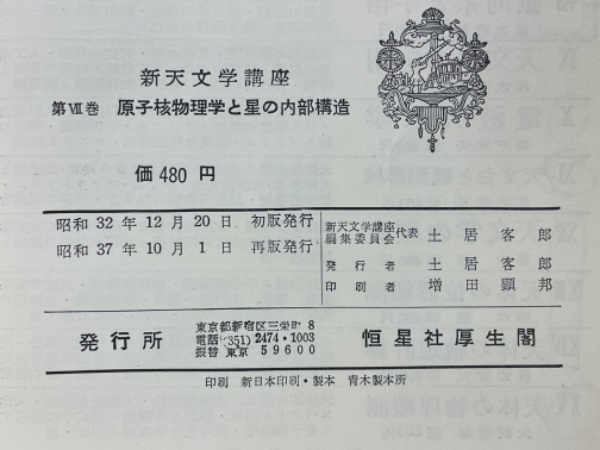 新天文学講座
第Ⅶ巻 原子核物理学と星の内部構造
価 480 円
昭和 32 年 12 月 20 日 初版発行
昭和 37 年 10 月 1 日 再版発行
新天文学講座
編集委員会 代表 土居客郎
発行者 土居客郎
印刷者 増田顕邦
発行所
東京都新宿区三栄町 8
電話(351) 2474・1003
振替 東京 59600
恒星社厚生閣
印刷 新日本印刷・製本 青木製本所